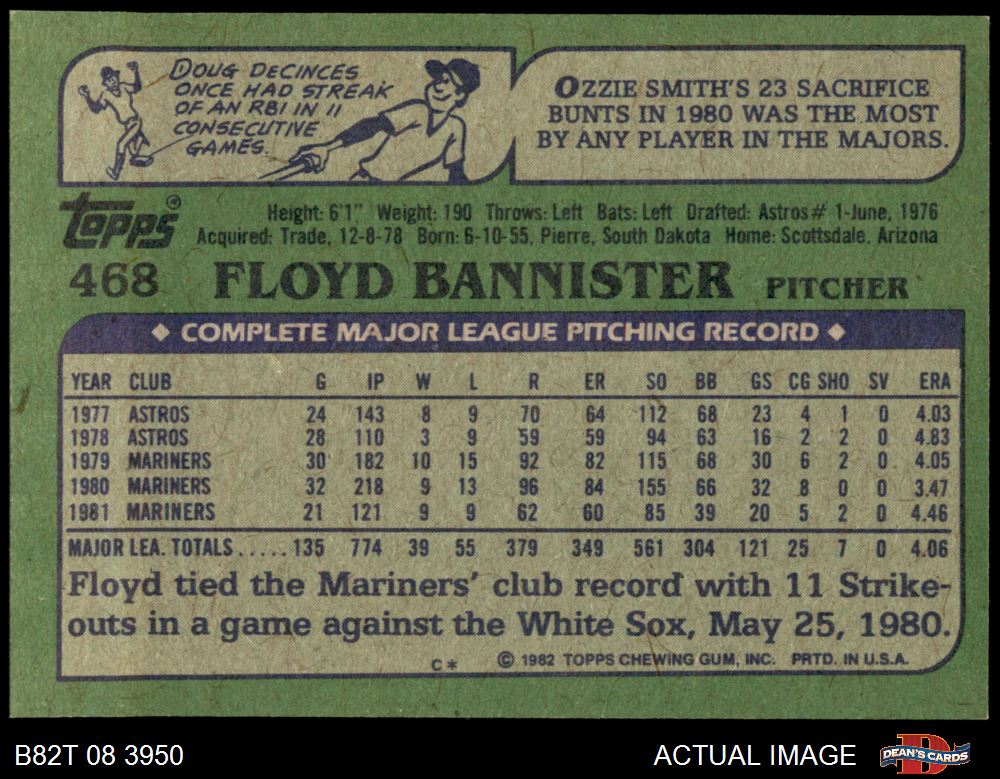 DOUG DECINCES
ONCE HAD STREAK
OF AN RBI IN 11
CONSECUTIVE
GAMES.
OZZIE SMITH'S 23 SACRIFICE
BUNTS IN 1980 WAS THE MOST
BY ANY PLAYER IN THE MAJORS.
topps®
Height: 6'1" Weight: 190 Throws: Left Bats: Left Drafted: Astros# 1-June, 1976
Acquired: Trade, 12-8-78 Born: 6-10-55, Pierre, South Dakota Home: Scottsdale, Arizona
468 FLOYD BANNISTER PITCHER
◆ COMPLETE MAJOR LEAGUE PITCHING RECORD ◆
YEAR CLUB G IP W L R ER SO BB GS CG SHO SV ERA
1977 ASTROS 24 143 8 9 70 64 112 68 23 4 1 0 4.03
1978 ASTROS 28 110 3 9 59 59 94 63 16 2 2 0 4.83
1979 MARINERS 30 182 10 15 92 82 115 68 30 6 2 0 4.05
1980 MARINERS 32 218 9 13 96 84 155 66 32 8 0 0 3.47
1981 MARINERS 21 121 9 9 62 60 85 39 20 5 2 0 4.46
MAJOR LEA. TOTALS.....135 774 39 55 379 349 561 304 121 25 7 0 4.06
Floyd tied the Mariners' club record with 11 Strike-
outs in a game against the White Sox, May 25, 1980.
C* © 1982 TOPPS CHEWING GUM, INC. PRTD. IN U.S.A.
B82T 08 3950 ACTUAL IMAGE D DEAN'S CARDS